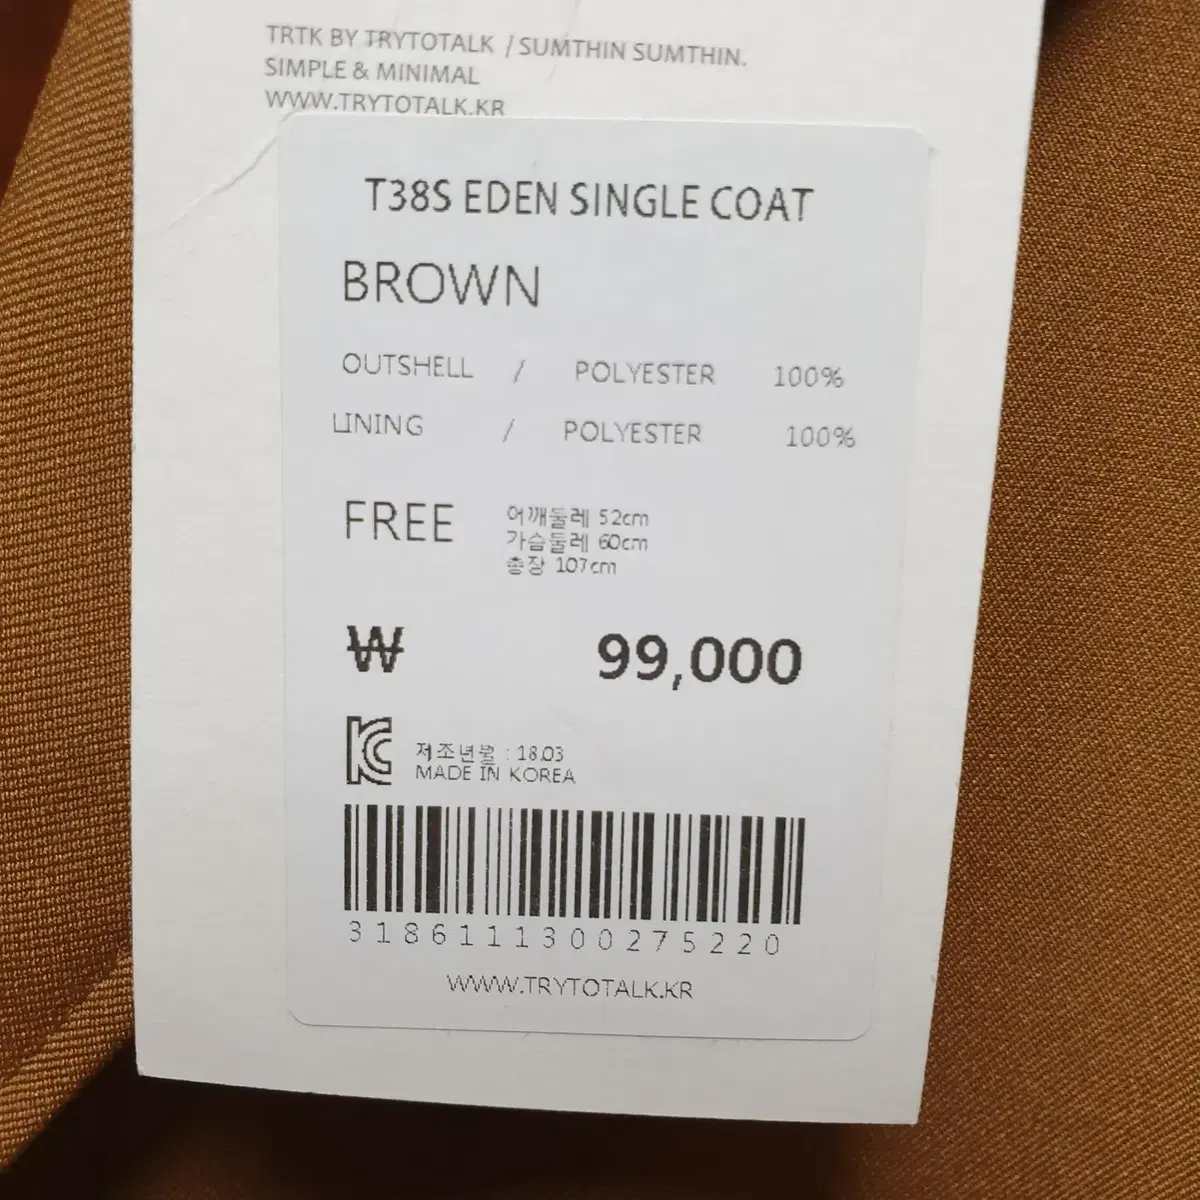 TRTK BY TRYTOTALK / SUMTHIN SUMTHIN.
SIMPLE & MINIMAL
WWW.TRYTOTALK.KR
T38S EDEN SINGLE COAT
BROWN
OUTSHELL / POLYESTER 100%
LINING / POLYESTER 100%
FREE
어깨둘레 52cm
가슴둘레 60cm
총장 107cm
₩ 99,000
제조년월 : 18.03
MADE IN KOREA
3186111300275220
WWW.TRYTOTALK.KR